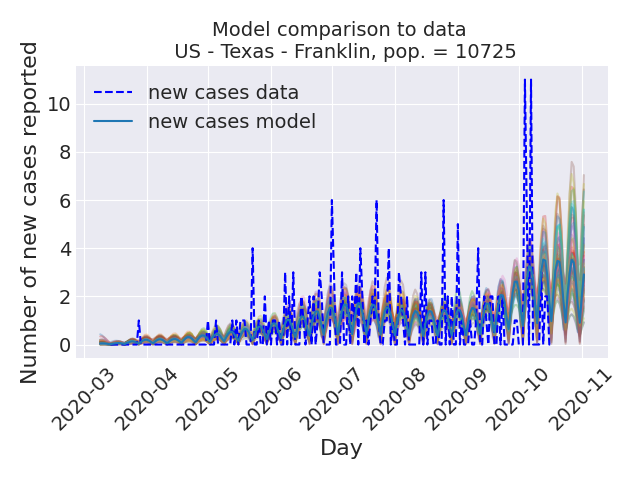 Model comparison to data
US - Texas - Franklin, pop. = 10725
Number of new cases reported
new cases data
new cases model
10
8
6
4
2
0
2020-03
2020-04
2020-05
2020-06
2020-07
2020-08
2020-09
2020-10
2020-11
Day